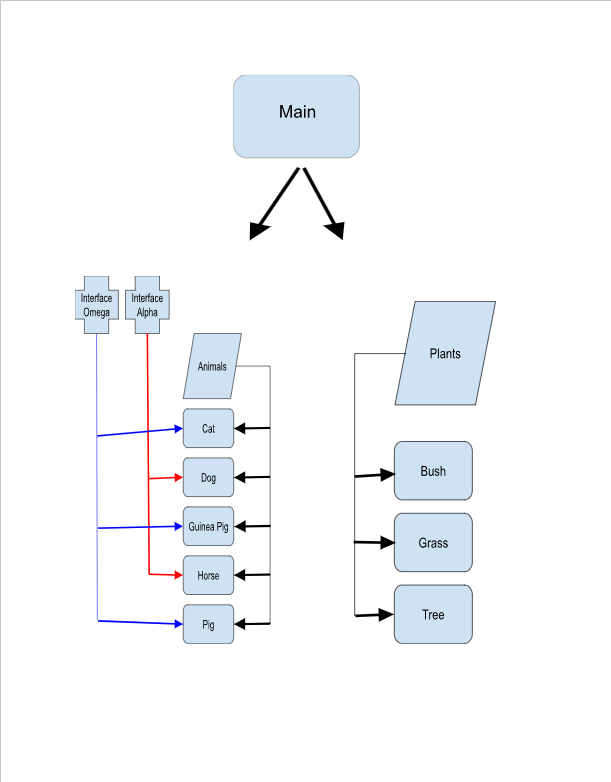 Main
Interface
Omega
Interface
Alpha
Animals
Plants
Cat
Dog
Guinea Pig
Horse
Pig
Bush
Grass
Tree